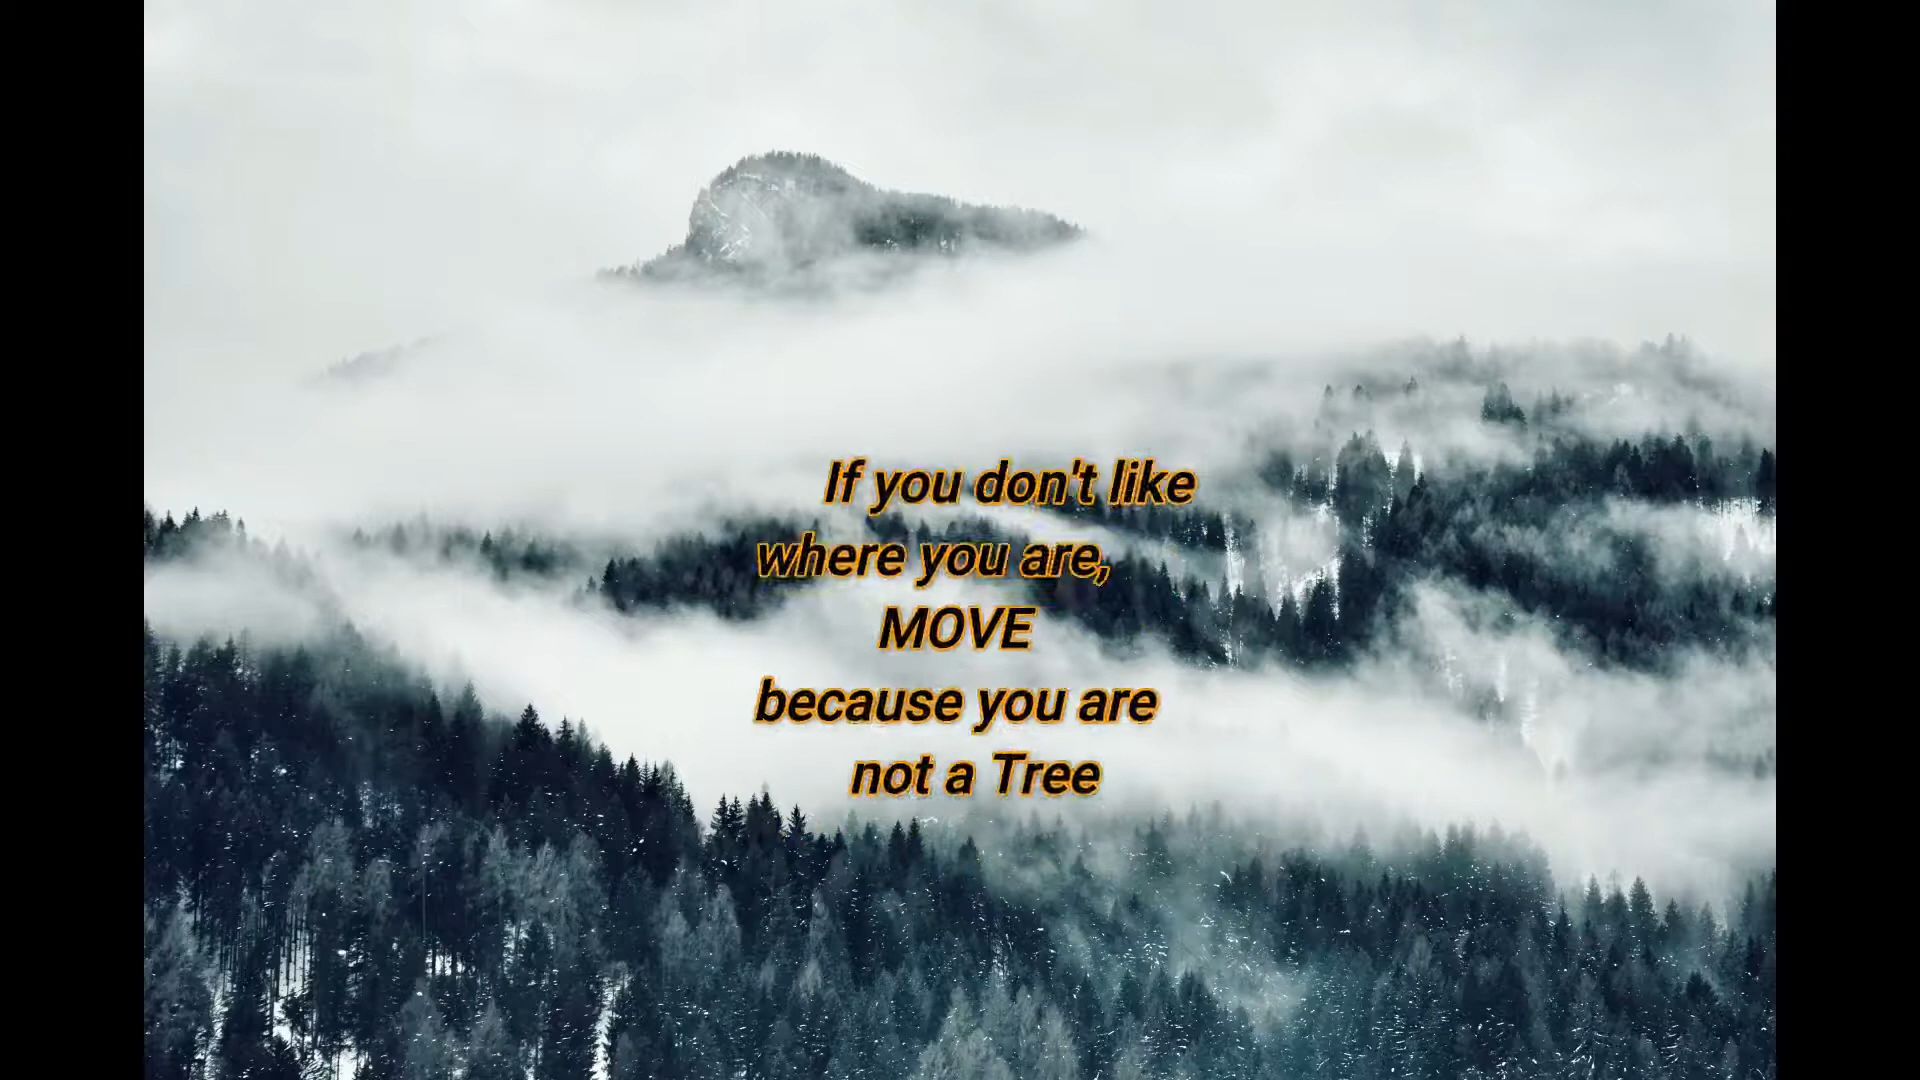 If you don't like
where you are,
MOVE
because you are
not a Tree